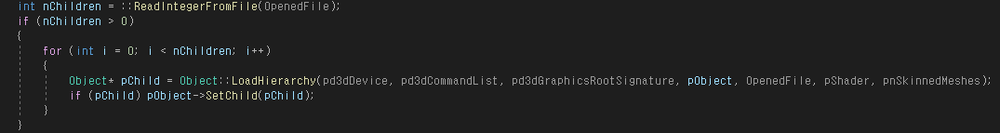 int nChildren = ::ReadIntegerFromFile(OpenedFile);
if (nChildren > 0)
{
for (int i = 0; i < nChildren; i++)
{
Object* pChild = Object::LoadHierarchy(pd3dDevice, pd3dCommandList, pd3dGraphicsRootSignature, pObject, OpenedFile, pShader, pnSkinnedMeshes);
if (pChild) pObject->SetChild(pChild);
}
}